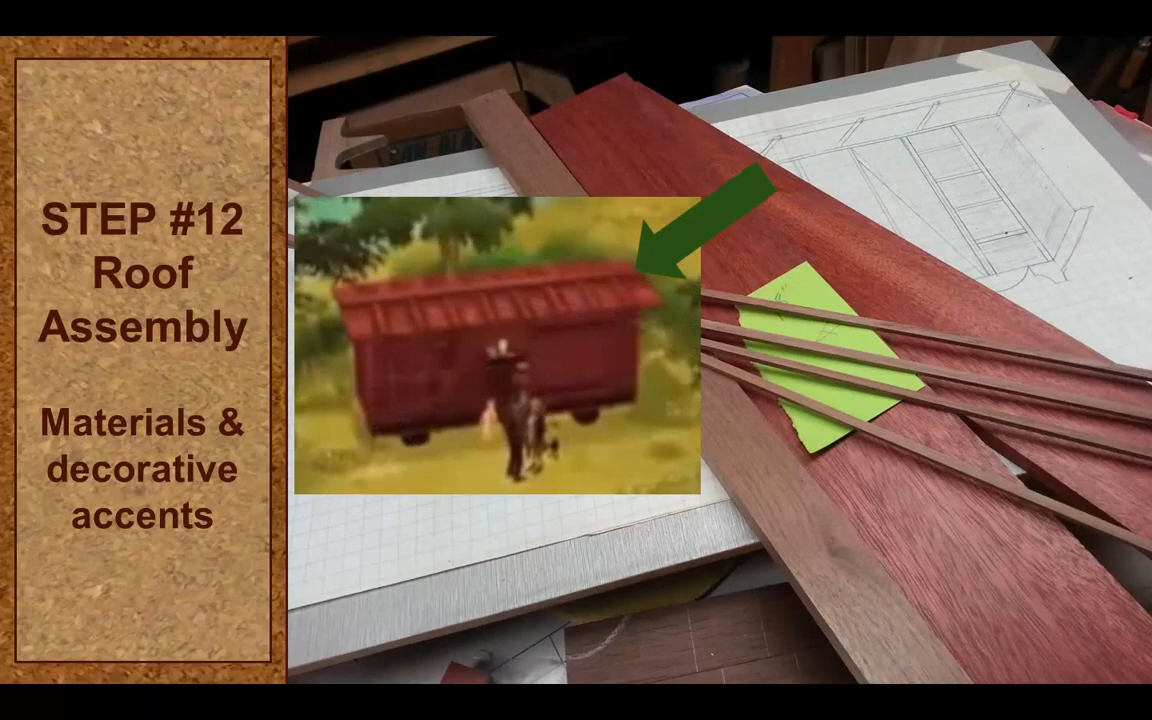 STEP #12
Roof
Assembly
Materials &
decorative
accents